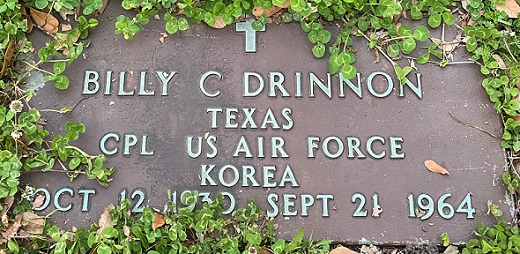 BILLY C DRINNON
TEXAS
CPL US AIR FORCE
KOREA
OCT 12 1930 SEPT 21 1964